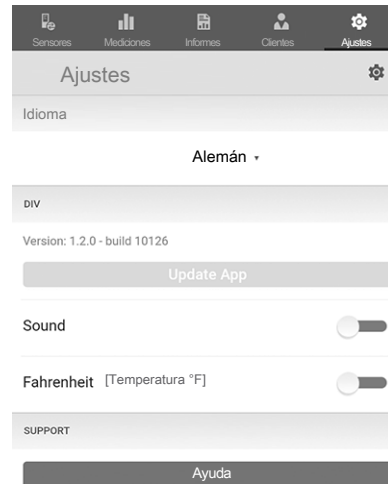 Sensores Mediciones Informes Clientes Ajustes
Ajustes
Idioma
Alemán
DIV
Version: 1.2.0 - build 10126
Update App
Sound
Fahrenheit [Temperatura °F]
SUPPORT
Ayuda